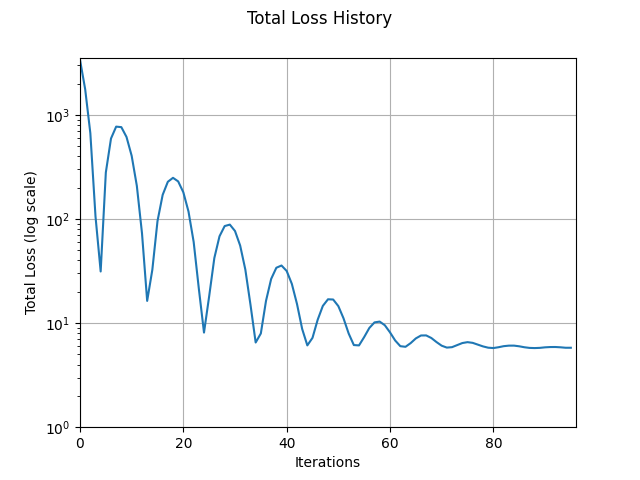 Total Loss History
10³
10²
10¹
10⁰
Total Loss (log scale)
0 20 40 60 80
Iterations